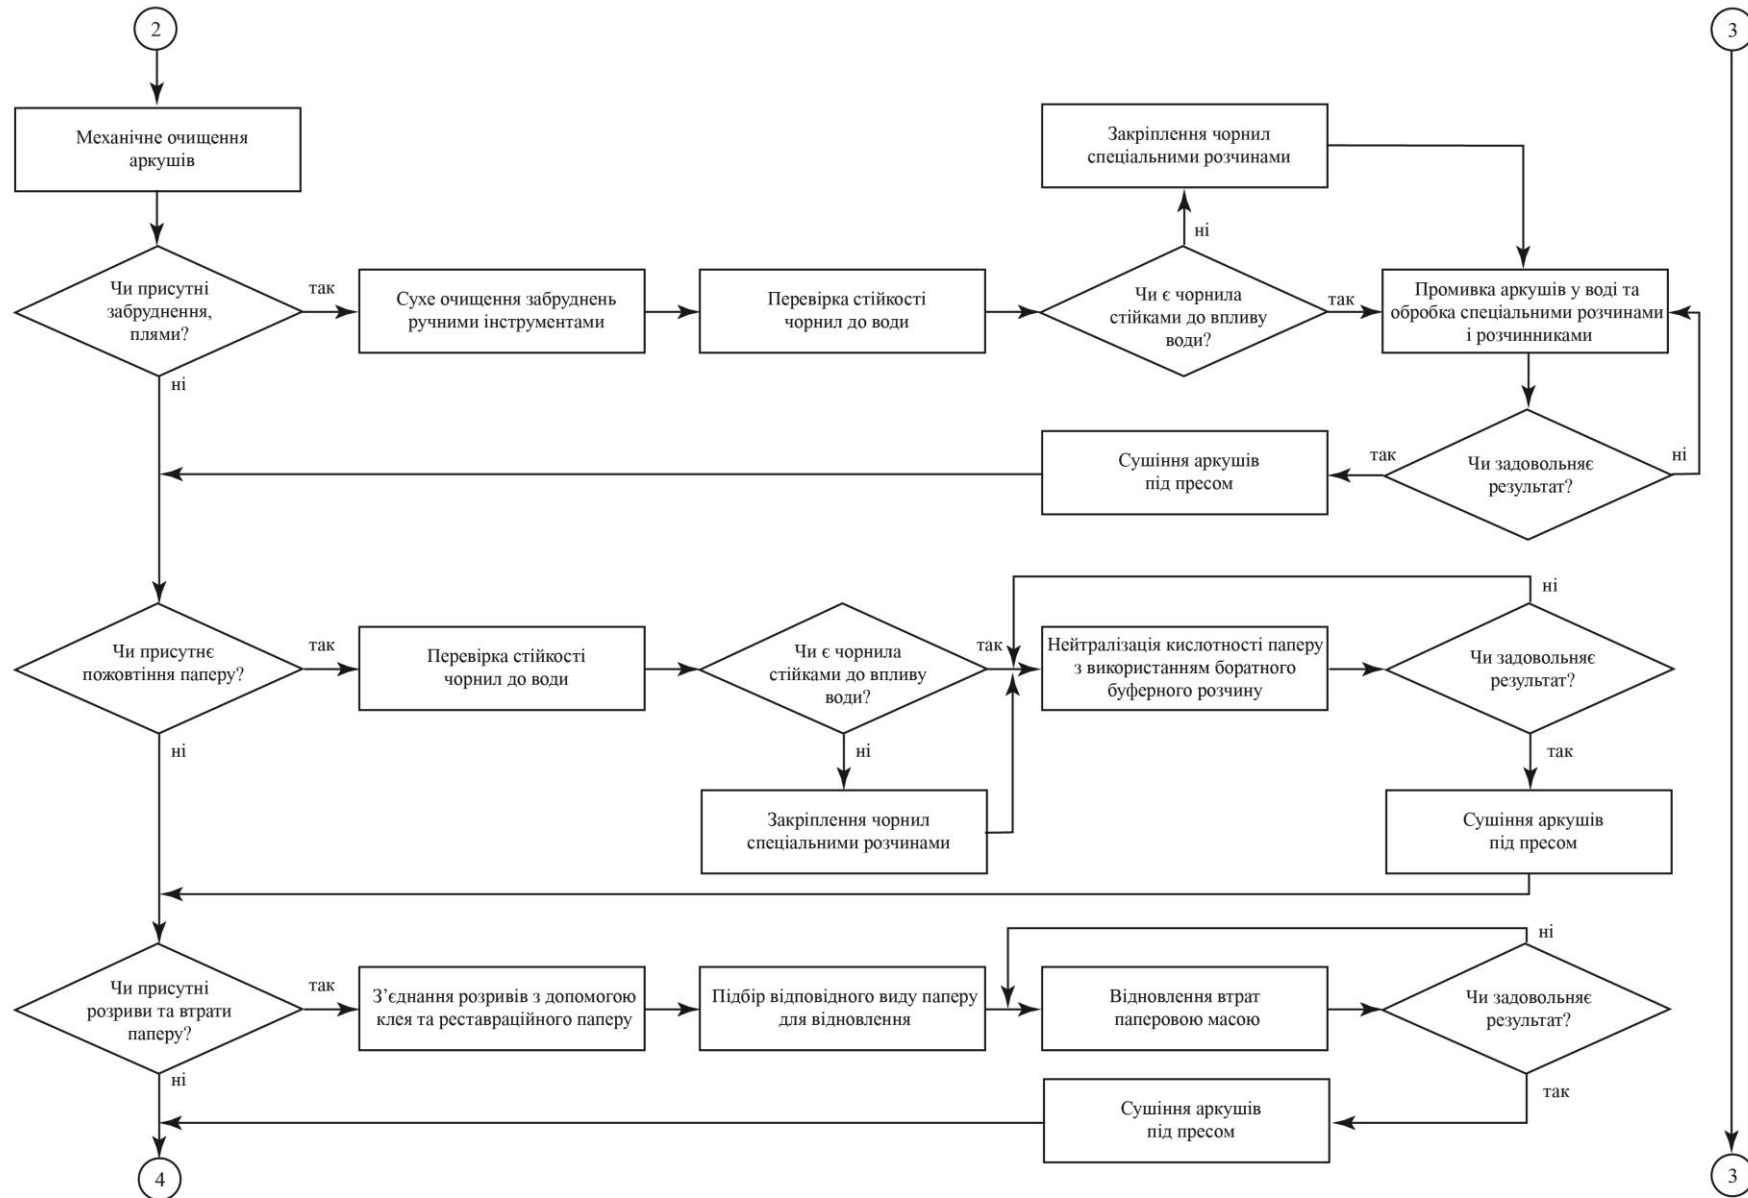 2
3
Механічне очищення
аркушів
Закріплення чорнил
спеціальними розчинами
ні
Чи присутні
забруднення,
плями?
так
Сухе очищення забруднень
ручними інструментами
Перевірка стійкості
чорнил до води
Чи є чорнила
стійками до впливу
води?
так
Промивка аркушів у воді та
обробка спеціальними розчинами
і розчинниками
ні
Сушіння аркушів
під пресом
так
Чи задовольняє
результат?
ні
ні
Чи присутнє
пожовтіння паперу?
так
Перевірка стійкості
чорнил до води
Чи є чорнила
стійками до впливу
води?
так
Нейтралізація кислотності паперу
з використанням боратного
буферного розчину
Чи задовольняє
результат?
ні
ні
так
Закріплення чорнил
спеціальними розчинами
Сушіння аркушів
під пресом
ні
Чи присутні
розриви та втрати
паперу?
так
З’єднання розривів з допомогою
клея та реставраційного паперу
Підбір відповідного виду паперу
для відновлення
Відновлення втрат
паперовою масою
Чи задовольняє
результат?
ні
так
Сушіння аркушів
під пресом
4
3